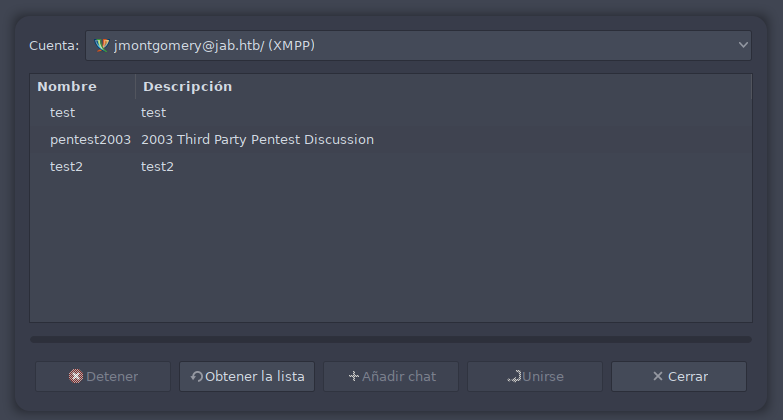 Cuenta: jmontgomery@jab.htb/ (XMPP)
Nombre Descripción
test test
pentest2003 2003 Third Party Pentest Discussion
test2 test2
Detener Obtener la lista Añadir chat Unirse Cerrar